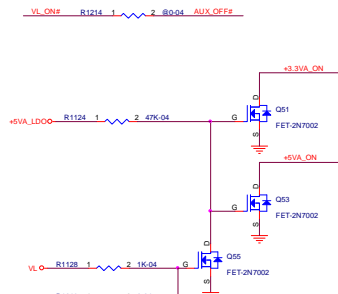 VL_ON# R1214 1 2 @0-04 AUX_OFF#
+3.3VA_ON
D
Q51
+5VA_LDO R1124 1 2 47K-04 G
FET-2N7002
S
+5VA_ON
D
Q53
G
FET-2N7002
S
D
Q55
VL R1128 1 2 1K-04 G
FET-2N7002
S